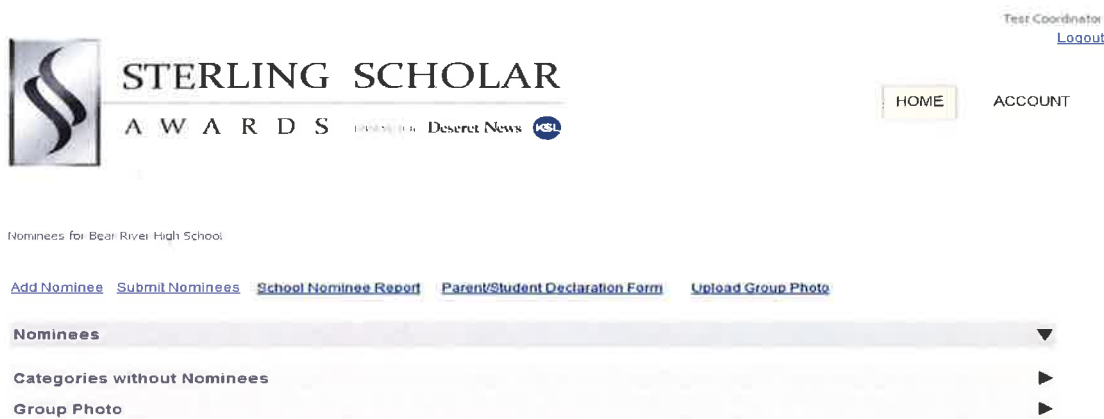 Test Coordinator
Logout
STERLING SCHOLAR
AWARDS Deseret News KSL
HOME ACCOUNT
Nominees for Bear River High School
Add Nominee Submit Nominees School Nominee Report Parent/Student Declaration Form Upload Group Photo
Nominees
Categories without Nominees
Group Photo